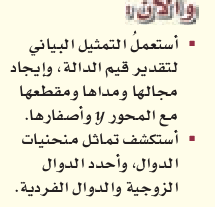 والآن،
▪ أستعملُ التمثيل البياني
لتقدير قيم الدالة، وإيجاد
مجالها ومداها ومقطعها
مع المحور y وأصفارها.
▪ أستكشف تماثل منحنيات
الدوال، وأحدد الدوال
الزوجية والدوال الفردية.